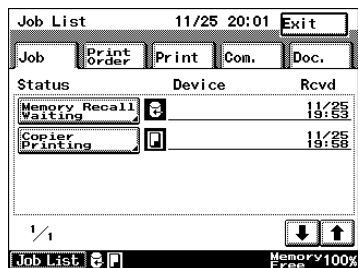 Job List 11/25 20:01 Exit
Job Print Order Print Com. Doc.
Status Device Rcvd
Memory Recall Waiting 11/25 19:53
Copier Printing 11/25 19:58
1/1
Job List Memory Free 100%